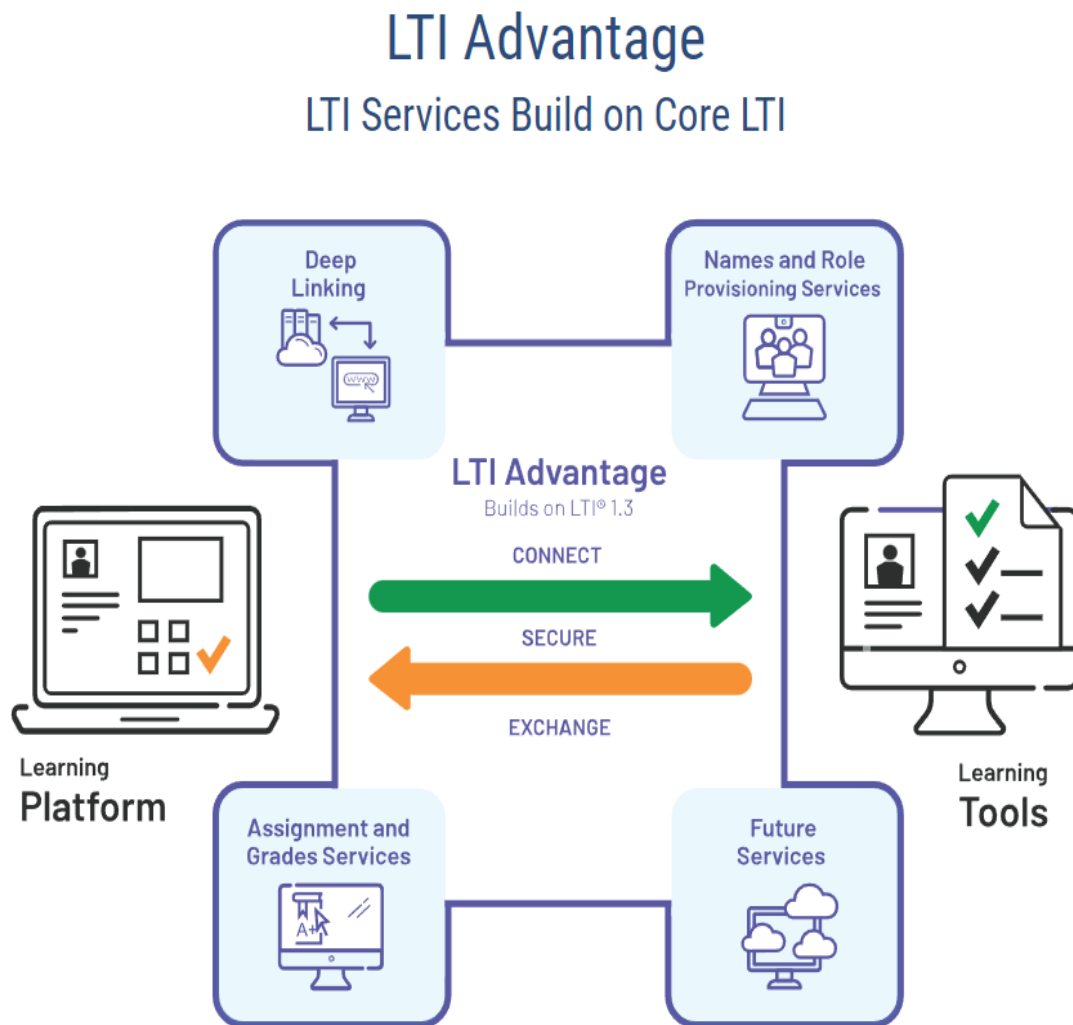 LTI Advantage
LTI Services Build on Core LTI
Deep
Linking
www
Names and Role
Provisioning Services
LTI Advantage
Builds on LTI® 1.3
CONNECT
SECURE
EXCHANGE
Learning
Platform
Learning
Tools
Assignment and
Grades Services
A+
Future
Services